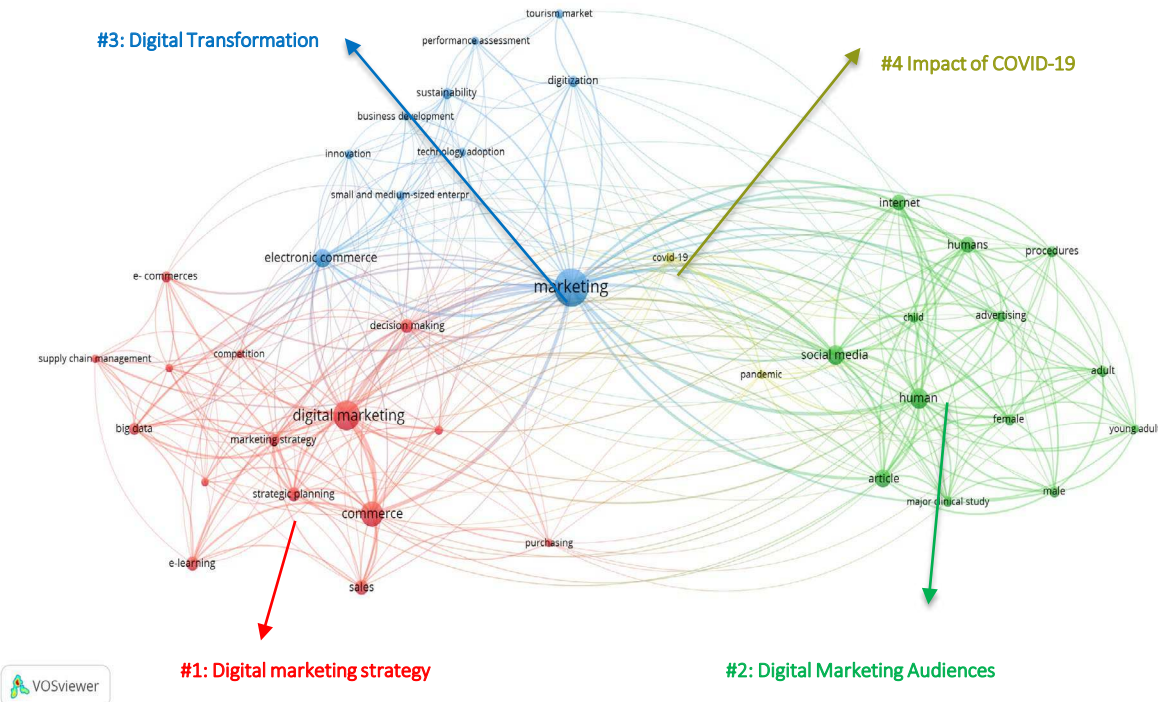 tourism market
#3: Digital Transformation
performance assessment
#4 Impact of COVID-19
digitization
sustainability
business development
innovation
technology adoption
small and medium-sized enterpr
internet
humans
procedures
electronic commerce
covid-19
e- commerces
marketing
child
advertising
decision making
supply chain management
competition
social media
pandemic
adult
human
digital marketing
female
big data
marketing strategy
young adult
article
strategic planning
major clinical study
male
commerce
purchasing
e-learning
sales
#1: Digital marketing strategy
#2: Digital Marketing Audiences
VOSviewer